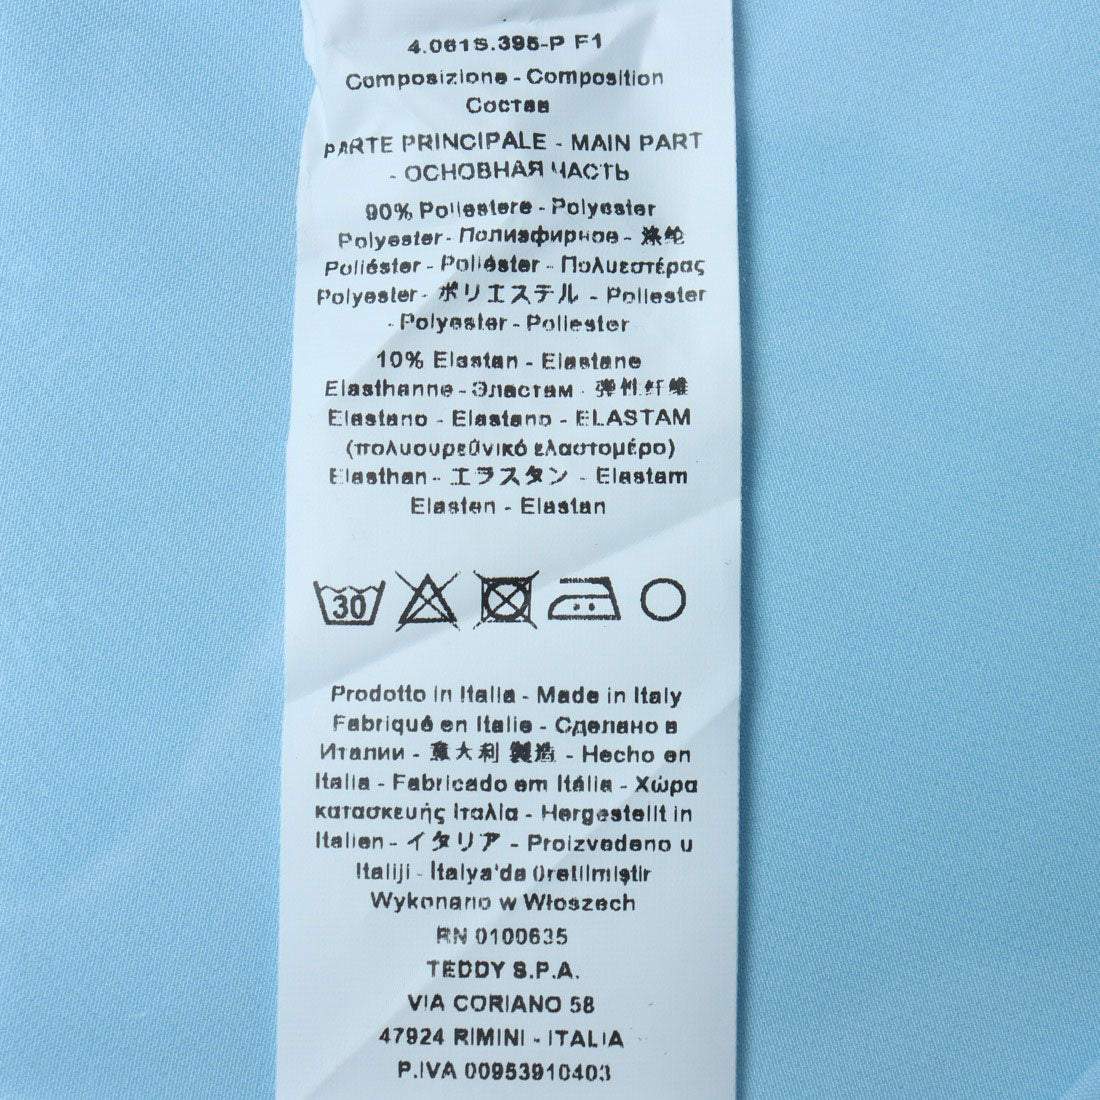 4.061S.395-P F1
Composizione - Composition
Состав
PARTE PRINCIPALE - MAIN PART
- ОСНОВНАЯ ЧАСТЬ
90% Poliestere - Polyester
Polyester - Полиэфирное - 涤纶
Poliéster - Poliéster - Πολυεστέρας
Polyester - ポリエステル - Poliester
- Polyester - Poliester
10% Elastan - Elastane
Elasthanne - Эластам - 弹性纤维
Elastano - Elastano - ELASTAM
(πολυουρεθνικό ελαστομέρο)
Elasthan - エラスタン - Elastam
Elasten - Elastan
30
Prodotto in Italia - Made in Italy
Fabriqué en Italie - Сделано в
Италии - 意大利 製造 - Hecho en
Italia - Fabricado em Itália - Χώρα
κατασκευής Ιταλία - Hergestellt in
Italien - イタリア - Proizvedeno u
Italiji - İtalya'da üretilmiştir
Wykonano w Włoszech
RN 0100635
TEDDY S.P.A.
VIA CORIANO 58
47924 RIMINI - ITALIA
P.IVA 00953910403